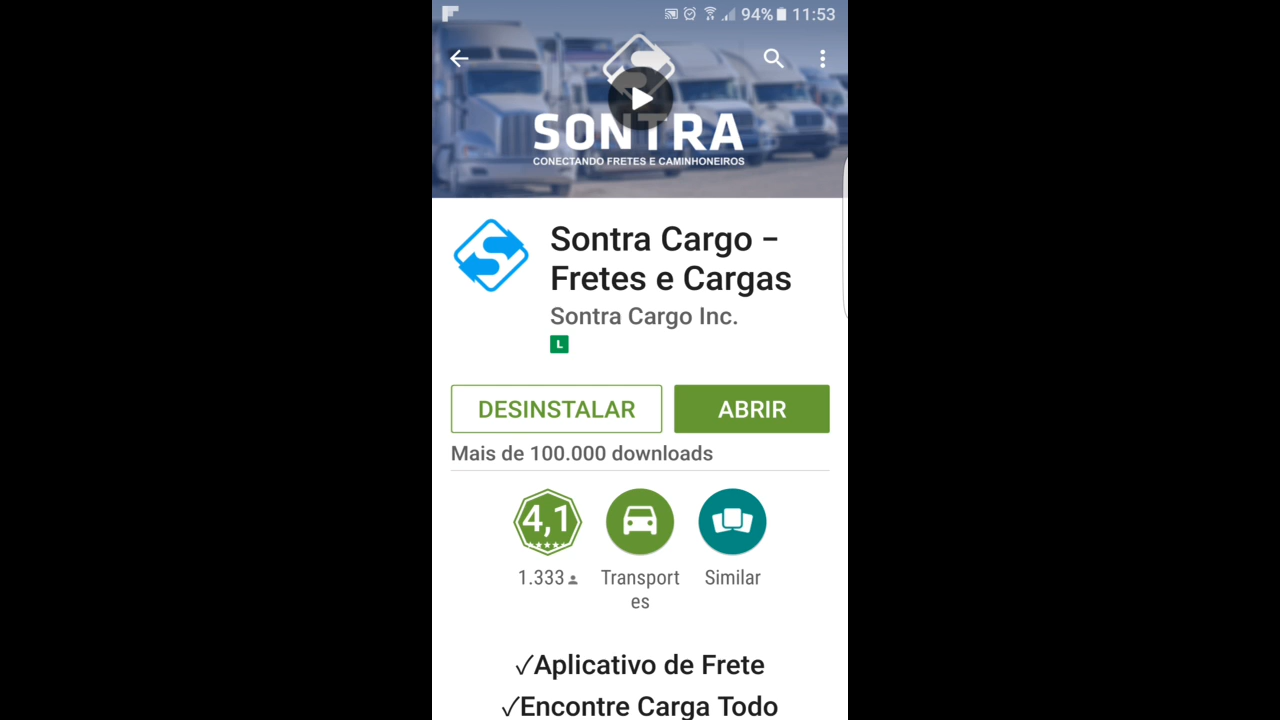 94% 11:53
SONTRA
CONECTANDO FRETES E CAMINHONEIROS
Sontra Cargo –
Fretes e Cargas
Sontra Cargo Inc.
L
DESINSTALAR ABRIR
Mais de 100.000 downloads
4,1
1.333 Transport Similar
es
✓Aplicativo de Frete
✓Encontre Carga Todo